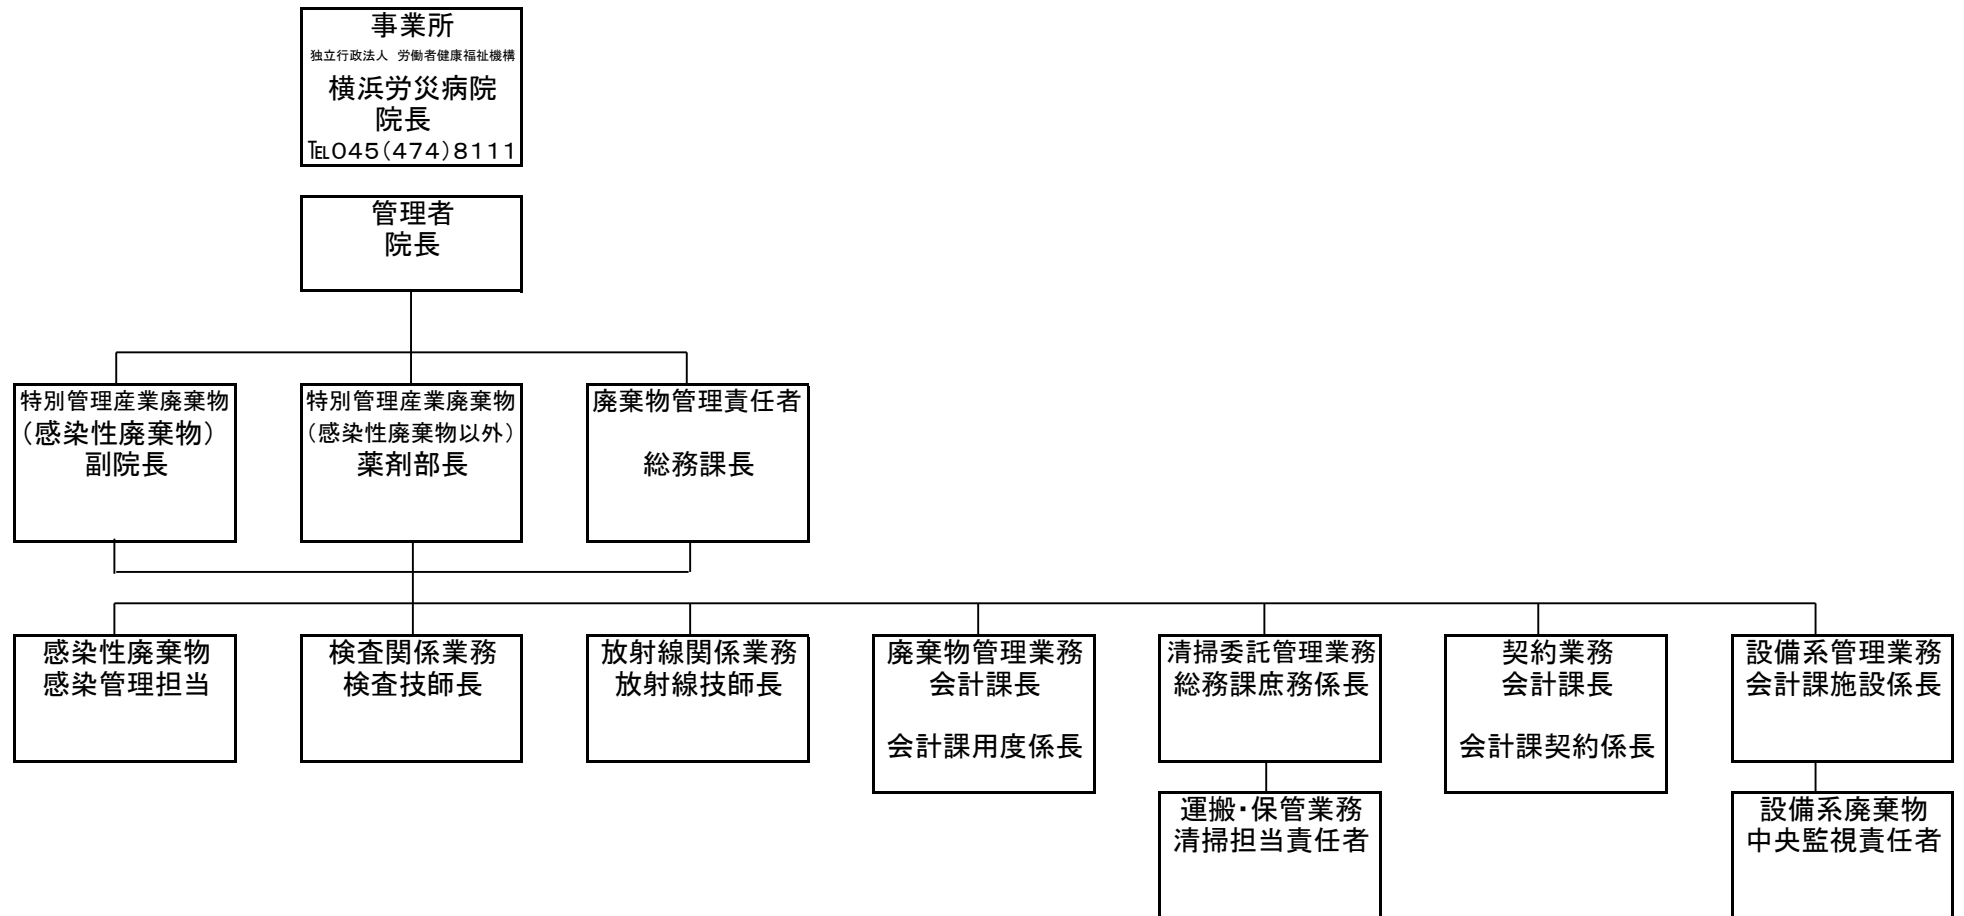 事業所
独立行政法人　労働者健康福祉機構
横浜労災病院
院長
℡045(474)8111
管理者
院長
特別管理産業廃棄物
（感染性廃棄物）
副院長
特別管理産業廃棄物
（感染性廃棄物以外）
薬剤部長
廃棄物管理責任者
総務課長
感染性廃棄物
感染管理担当
検査関係業務
検査技師長
放射線関係業務
放射線技師長
廃棄物管理業務
会計課長
会計課用度係長
清掃委託管理業務
総務課庶務係長
契約業務
会計課長
会計課契約係長
設備系管理業務
会計課施設係長
運搬・保管業務
清掃担当責任者
設備系廃棄物
中央監視責任者